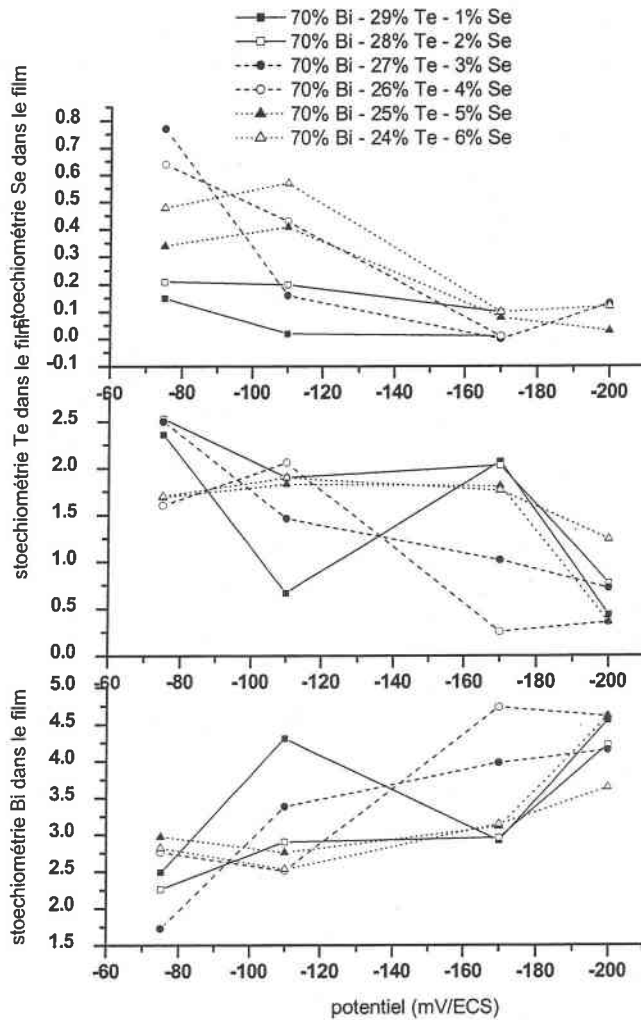 70% Bi - 29% Te - 1% Se
70% Bi - 28% Te - 2% Se
70% Bi - 27% Te - 3% Se
70% Bi - 26% Te - 4% Se
70% Bi - 25% Te - 5% Se
70% Bi - 24% Te - 6% Se
stoechiométrie Se dans le film
0.8
0.7
0.6
0.5
0.4
0.3
0.2
0.1
0.0
-0.1
-60 -80 -100 -120 -140 -160 -180 -200
stoechiométrie Te dans le film
2.5
2.0
1.5
1.0
0.5
0.0
-60 -80 -100 -120 -140 -160 -180 -200
stoechiométrie Bi dans le film
5.0
4.5
4.0
3.5
3.0
2.5
2.0
1.5
-60 -80 -100 -120 -140 -160 -180 -200
potentiel (mV/ECS)